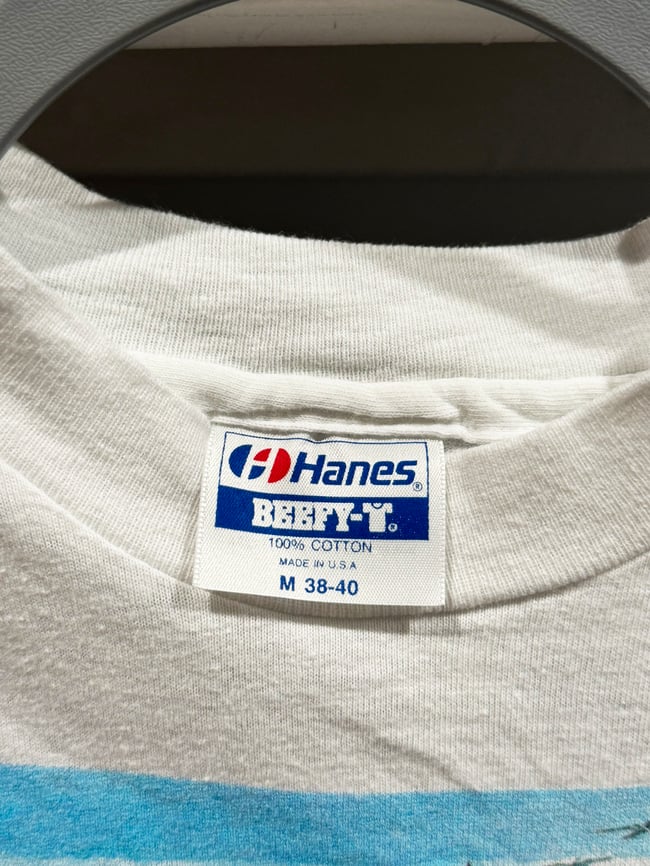 Hanes®
BEEFY-T®
100% COTTON
MADE IN U.S.A
M 38-40